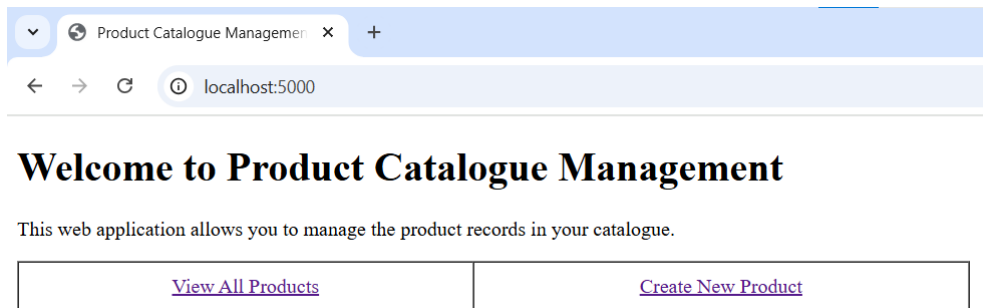 Product Catalogue Managemen
localhost:5000
Welcome to Product Catalogue Management
This web application allows you to manage the product records in your catalogue.
View All Products Create New Product